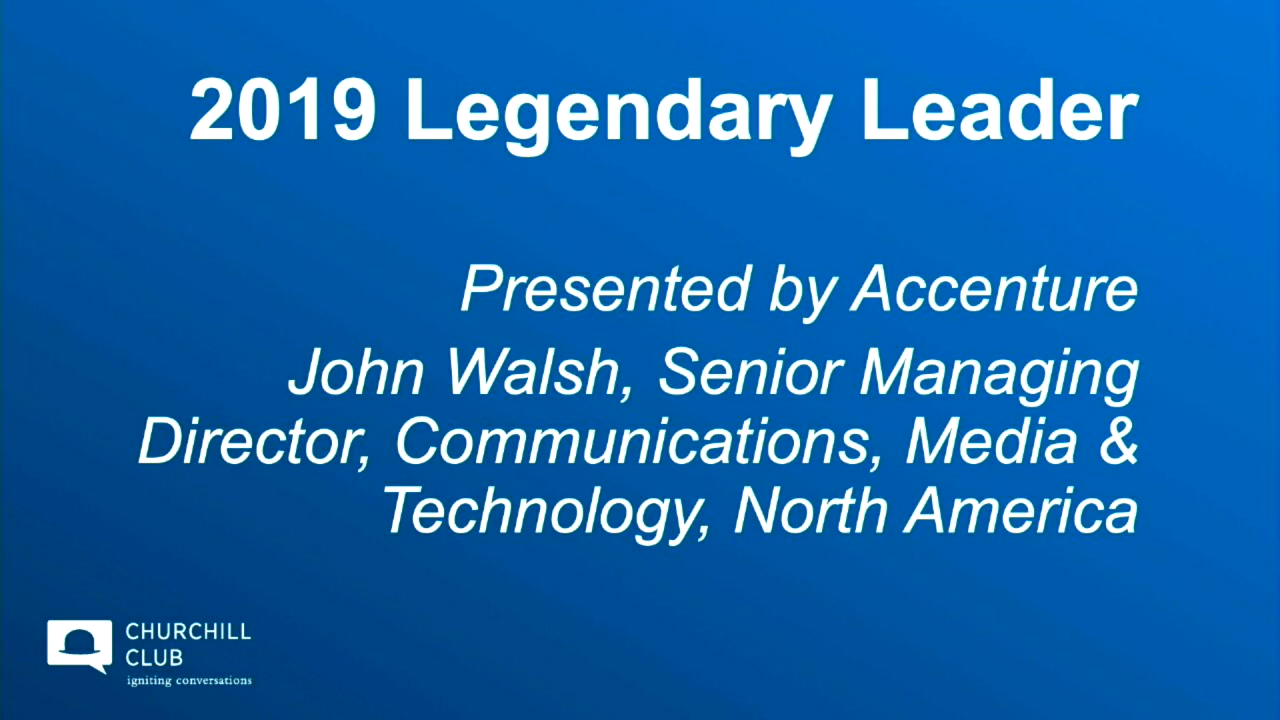 2019 Legendary Leader
Presented by Accenture
John Walsh, Senior Managing
Director, Communications, Media &
Technology, North America
CHURCHILL
CLUB
igniting conversations